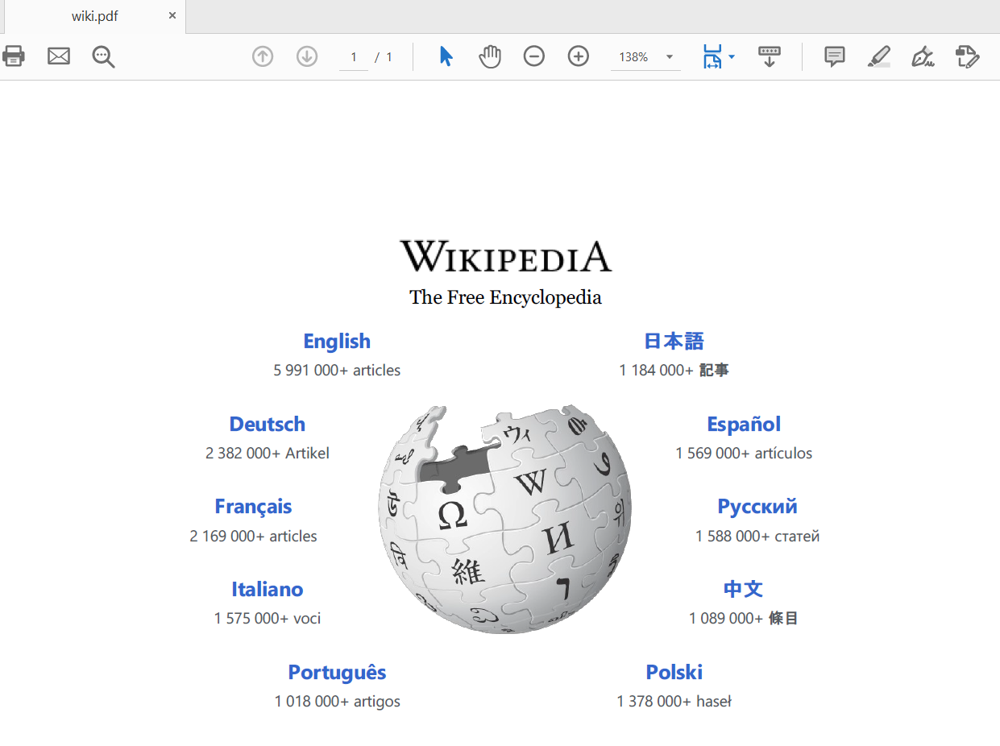 wiki.pdf
1 / 1
138%
WIKIPEDIA
The Free Encyclopedia
English
5 991 000+ articles
日本語
1 184 000+ 記事
Deutsch
2 382 000+ Artikel
Español
1 569 000+ artículos
Français
2 169 000+ articles
Русский
1 588 000+ статей
Italiano
1 575 000+ voci
中文
1 089 000+ 條目
Português
1 018 000+ artigos
Polski
1 378 000+ haseł
ウィ
W
Ω
И
維